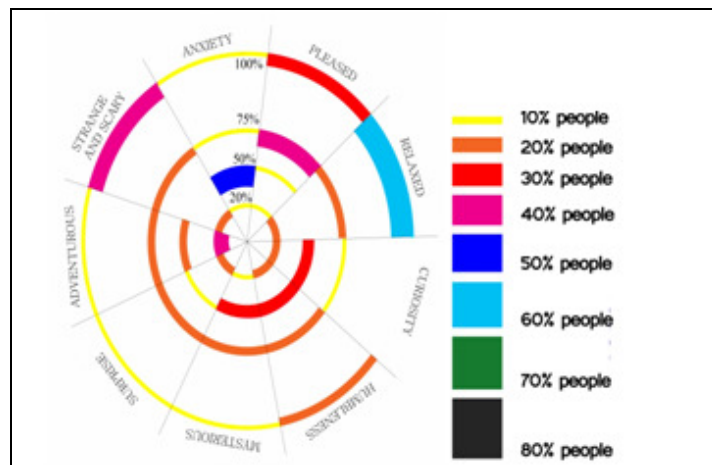 ANXIETY
PLEASED
RELAXED
CURIOSITY
HUMBLENESS
MYSTERIOUS
SURPRISE
ADVENTUROUS
STRANGE
AND SCARY
100%
75%
50%
20%
10% people
20% people
30% people
40% people
50% people
60% people
70% people
80% people